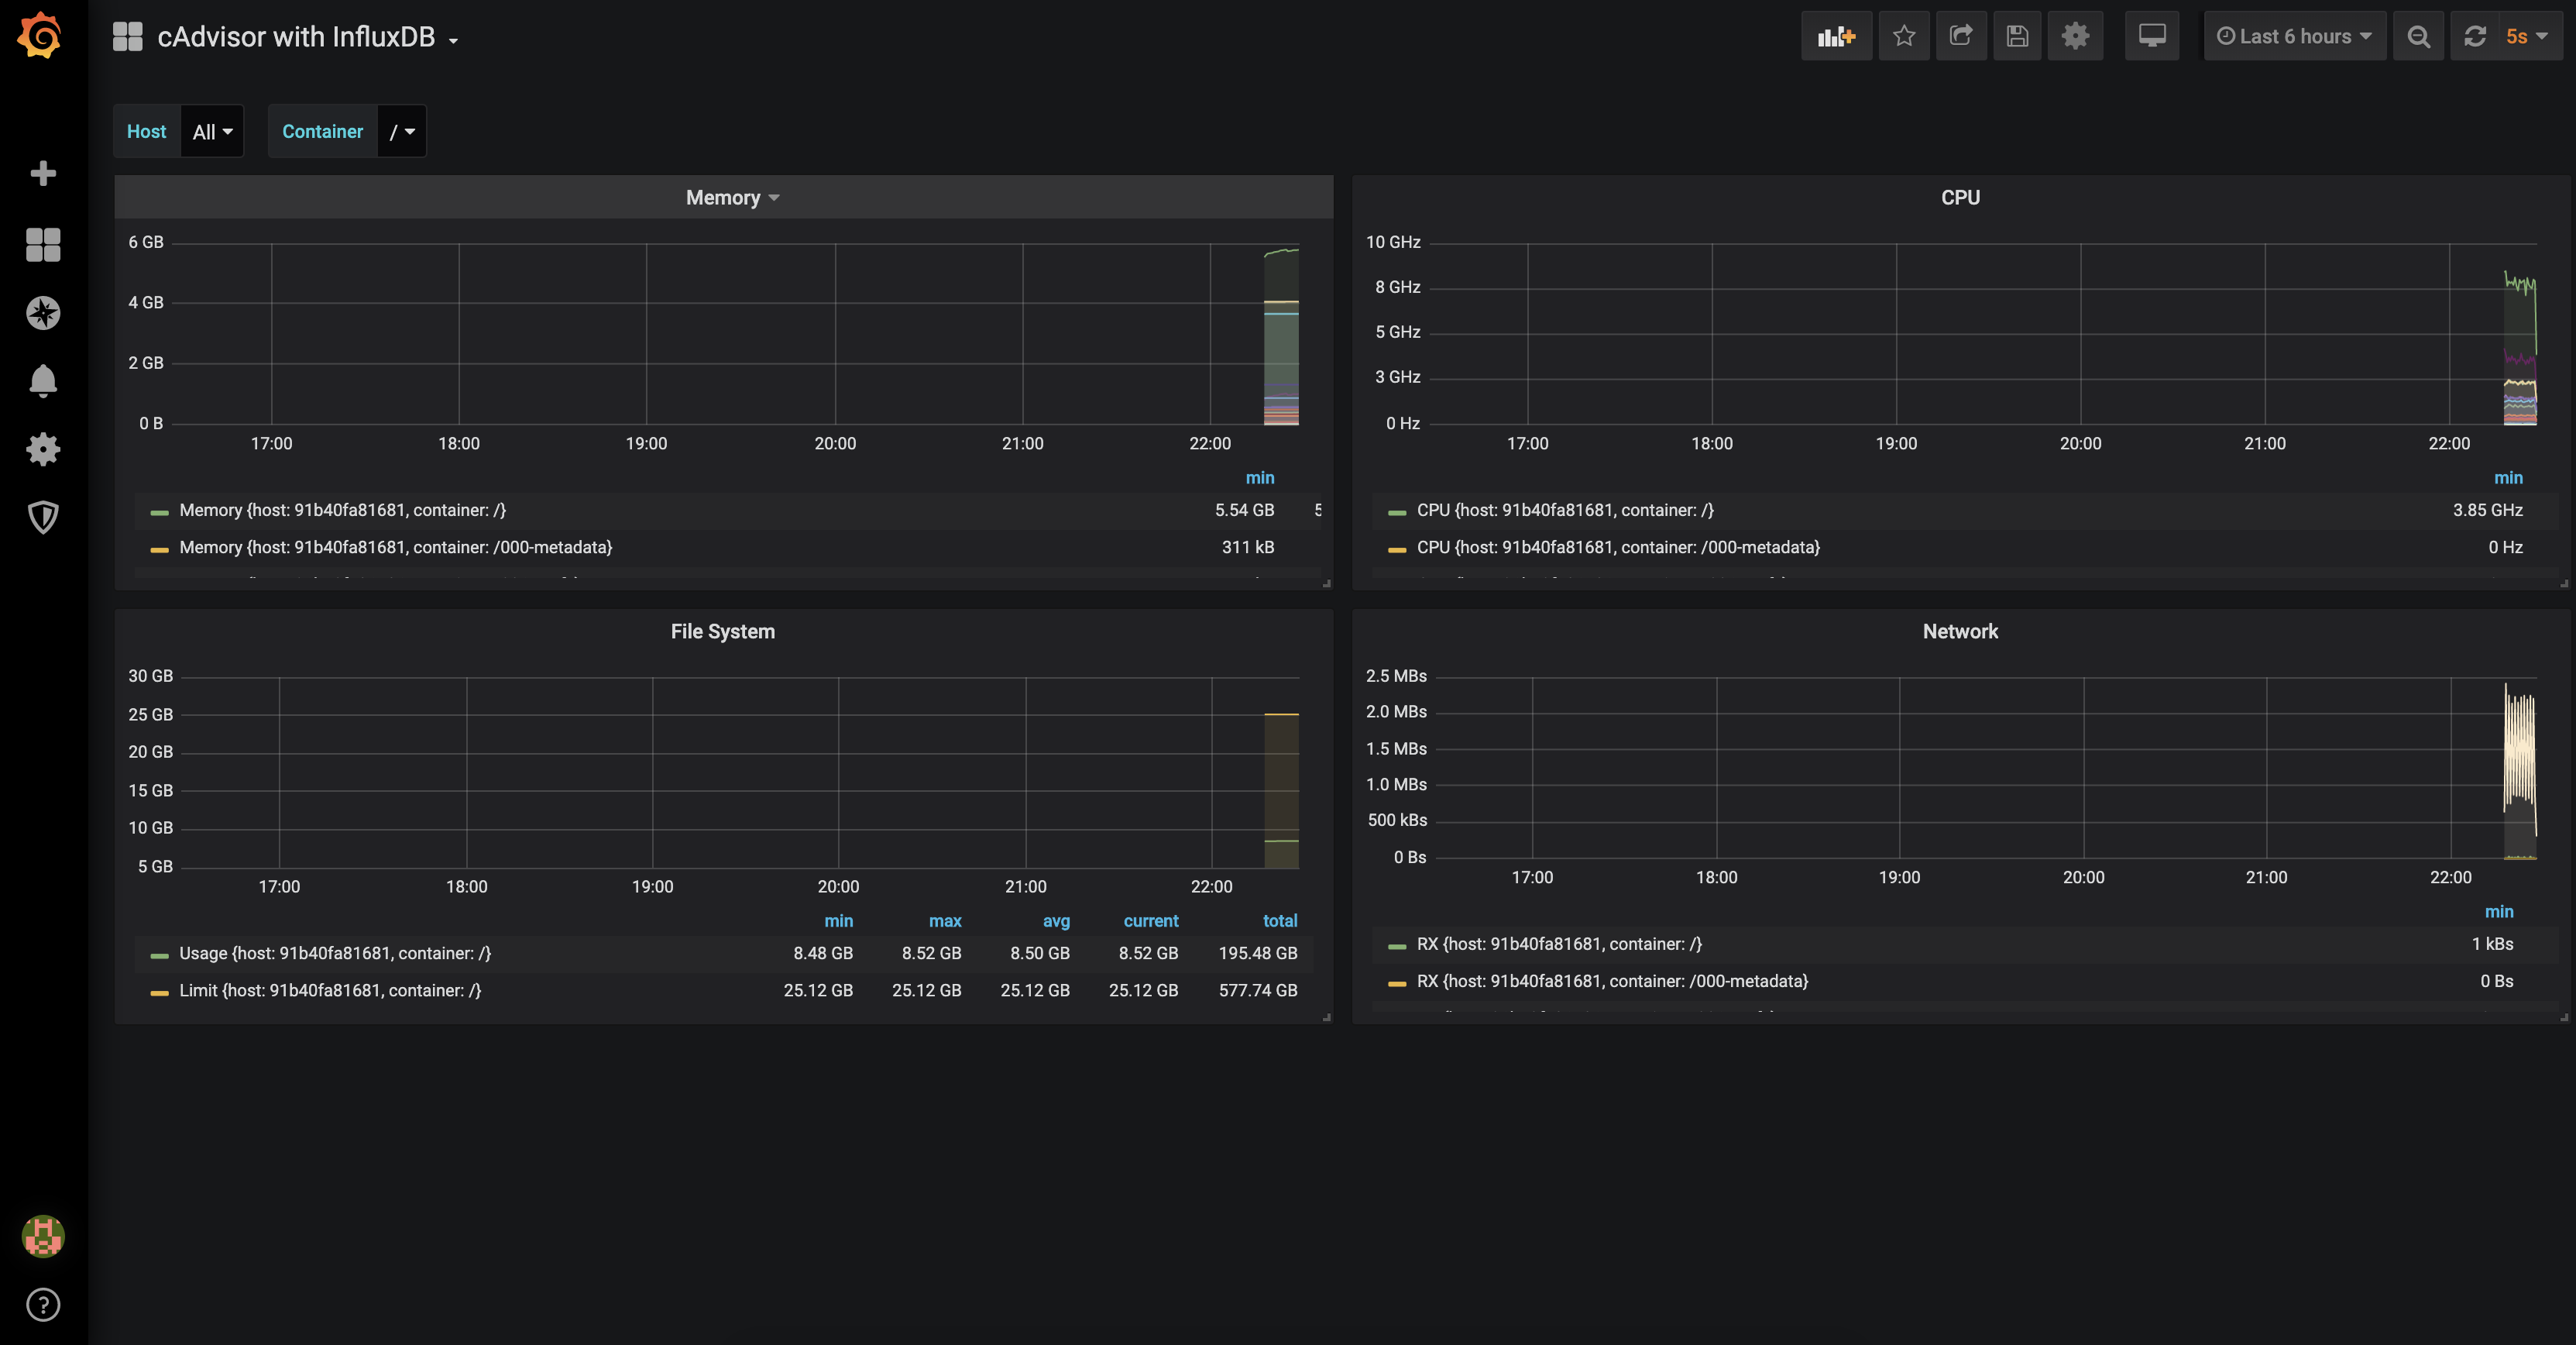 cAdvisor with InfluxDB
Last 6 hours
5s
Host All
Container /
Memory
6 GB
4 GB
2 GB
0 B
17:00 18:00 19:00 20:00 21:00 22:00
min
Memory {host: 91b40fa81681, container: /} 5.54 GB 5
Memory {host: 91b40fa81681, container: /000-metadata} 311 kB
CPU
10 GHz
8 GHz
5 GHz
3 GHz
0 Hz
17:00 18:00 19:00 20:00 21:00 22:00
min
CPU {host: 91b40fa81681, container: /} 3.85 GHz
CPU {host: 91b40fa81681, container: /000-metadata} 0 Hz
File System
30 GB
25 GB
20 GB
15 GB
10 GB
5 GB
17:00 18:00 19:00 20:00 21:00 22:00
min max avg current total
Usage {host: 91b40fa81681, container: /} 8.48 GB 8.52 GB 8.50 GB 8.52 GB 195.48 GB
Limit {host: 91b40fa81681, container: /} 25.12 GB 25.12 GB 25.12 GB 25.12 GB 577.74 GB
Network
2.5 MBs
2.0 MBs
1.5 MBs
1.0 MBs
500 kBs
0 Bs
17:00 18:00 19:00 20:00 21:00 22:00
min
RX {host: 91b40fa81681, container: /} 1 kBs
RX {host: 91b40fa81681, container: /000-metadata} 0 Bs